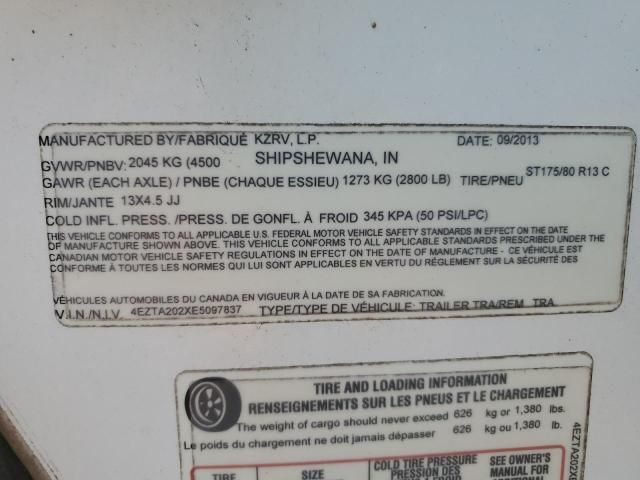 MANUFACTURED BY/FABRIQUÉ KZRV, L.P. DATE: 09/2013
SHIPSHEWANA, IN
GVWR/PNBV: 2045 KG (4500
GAWR (EACH AXLE) / PNBE (CHAQUE ESSIEU) 1273 KG (2800 LB) TIRE/PNEU ST175/80 R13 C
RIM/JANTE 13X4.5 JJ
COLD INFL. PRESS. /PRESS. DE GONFL. À FROID 345 KPA (50 PSI/LPC)
THIS VEHICLE CONFORMS TO ALL APPLICABLE U.S. FEDERAL MOTOR VEHICLE SAFETY STANDARDS IN EFFECT ON THE DATE
OF MANUFACTURE SHOWN ABOVE. - THIS VEHICLE CONFORMS TO ALL APPLICABLE STANDARDS PRESCRIBED UNDER THE
CANADIAN MOTOR VEHICLE SAFETY REGULATIONS IN EFFECT ON THE DATE OF MANUFACTURE - CE VÉHICULE EST
CONFORME À TOUTES LES NORMES QUI LUI SONT APPLICABLES EN VERTU DU RÈGLEMENT SUR LA SÉCURITÉ DES
VÉHICULES AUTOMOBILES DU CANADA EN VIGUEUR À LA DATE DE SA FABRICATION.
V.I.N./N.I.V. 4EZTA202XE5097837 TYPE/TYPE DE VÉHICULE: TRAILER TRA/REM TRA
TIRE AND LOADING INFORMATION
RENSEIGNEMENTS SUR LES PNEUS ET LE CHARGEMENT
The weight of cargo should never exceed 626 kg or 1,380 lbs.
Le poids du chargement ne doit jamais dépasser 626 kg ou 1,380 lb.
TIRE SIZE COLD TIRE PRESSURE SEE OWNER'S
PRESSION DES MANUAL FOR
ADDITIONAL